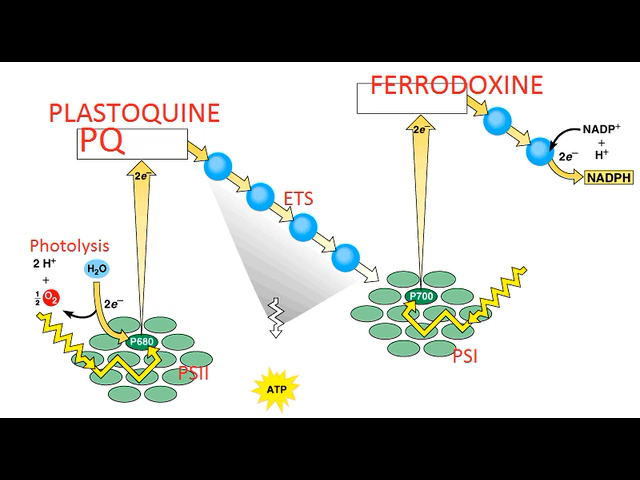 FERRODOXINE
PLASTOQUINE
PQ
2e⁻
2e⁻
NADP⁺
+
H⁺
2e⁻
NADPH
ETS
Photolysis
2 H⁺
+
½ O₂
H₂O
2e⁻
P680
PSII
P700
PSI
ATP